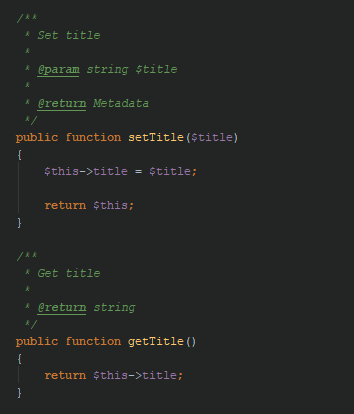 /**
 * Set title
 *
 * @param string $title
 *
 * @return Metadata
 */
public function setTitle($title)
{
    $this->title = $title;

    return $this;
}

/**
 * Get title
 *
 * @return string
 */
public function getTitle()
{
    return $this->title;
}